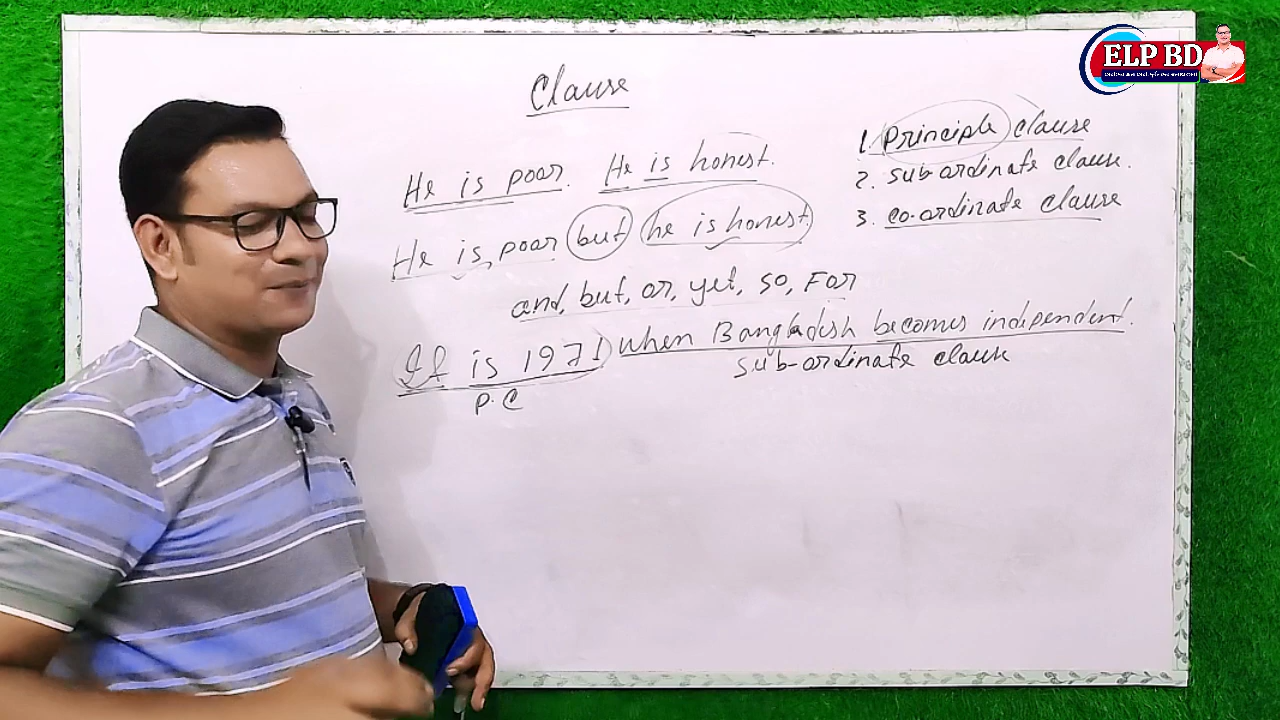 Clause
He is poor. He is honest.
He is poor but he is honest.
and, but, or, yet, so, For
It is 1971 when Bangladesh becomes independent.
P.C
sub-ordinate clause
1. Principle clause
2. sub-ordinate clause.
3. co-ordinate clause
ELP BD